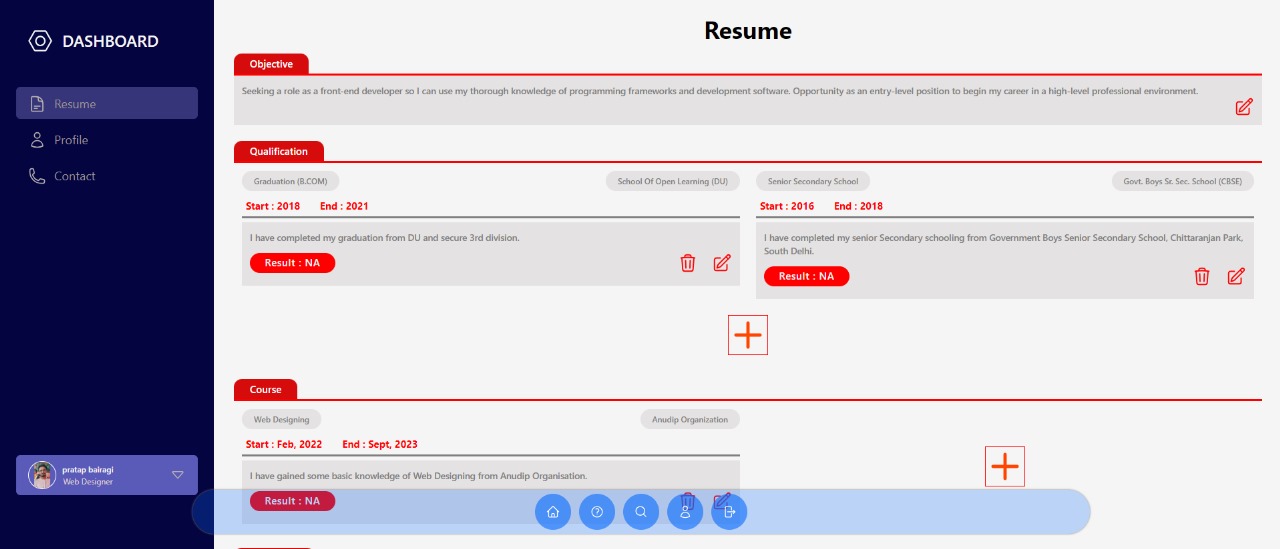 DASHBOARD
Resume
Profile
Contact
pratap bairagi
Web Designer
Resume
Objective
Seeking a role as a front-end developer so I can use my thorough knowledge of programming frameworks and development software. Opportunity as an entry-level position to begin my career in a high-level professional environment.
Qualification
Graduation (B.COM)
School Of Open Learning (DU)
Start : 2018 End : 2021
I have completed my graduation from DU and secure 3rd division.
Result : NA
Senior Secondary School
Govt. Boys Sr. Sec. School (CBSE)
Start : 2016 End : 2018
I have completed my senior Secondary schooling from Government Boys Senior Secondary School, Chittaranjan Park,
South Delhi.
Result : NA
Course
Web Designing
Anudip Organization
Start : Feb, 2022 End : Sept, 2023
I have gained some basic knowledge of Web Designing from Anudip Organisation.
Result : NA